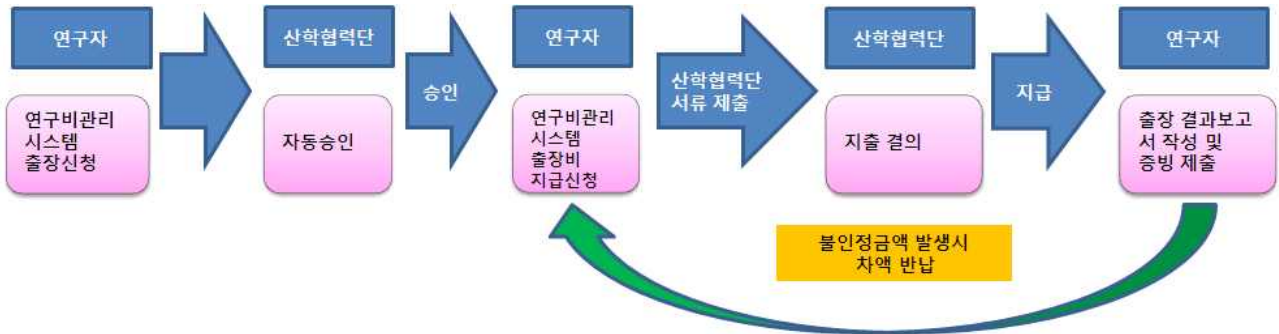 연구자
산학협력단
연구자
산학협력단
연구자
승인
산학협력단
서류 제출
지급
연구비관리
시스템
출장신청
자동승인
연구비관리
시스템
출장비
지급신청
지출 결의
출장 결과보고
서 작성 및
증빙 제출
불인정금액 발생시
차액 반납